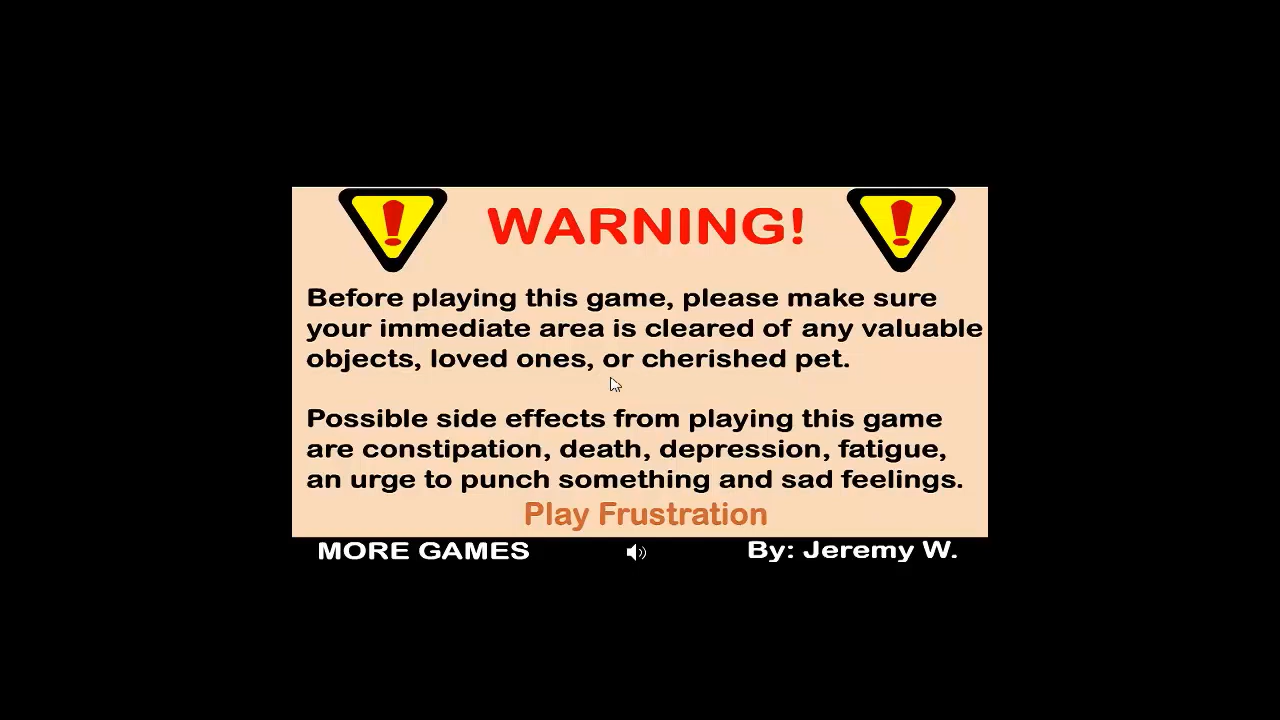 WARNING!
Before playing this game, please make sure
your immediate area is cleared of any valuable
objects, loved ones, or cherished pet.
Possible side effects from playing this game
are constipation, death, depression, fatigue,
an urge to punch something and sad feelings.
Play Frustration
MORE GAMES
By: Jeremy W.